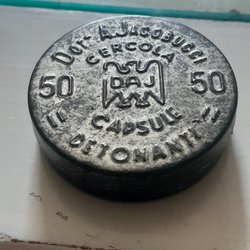 Dott A. JACOBUCCI
CERCOLA
50 DAJ 50
CAPSULE
DETONANTI